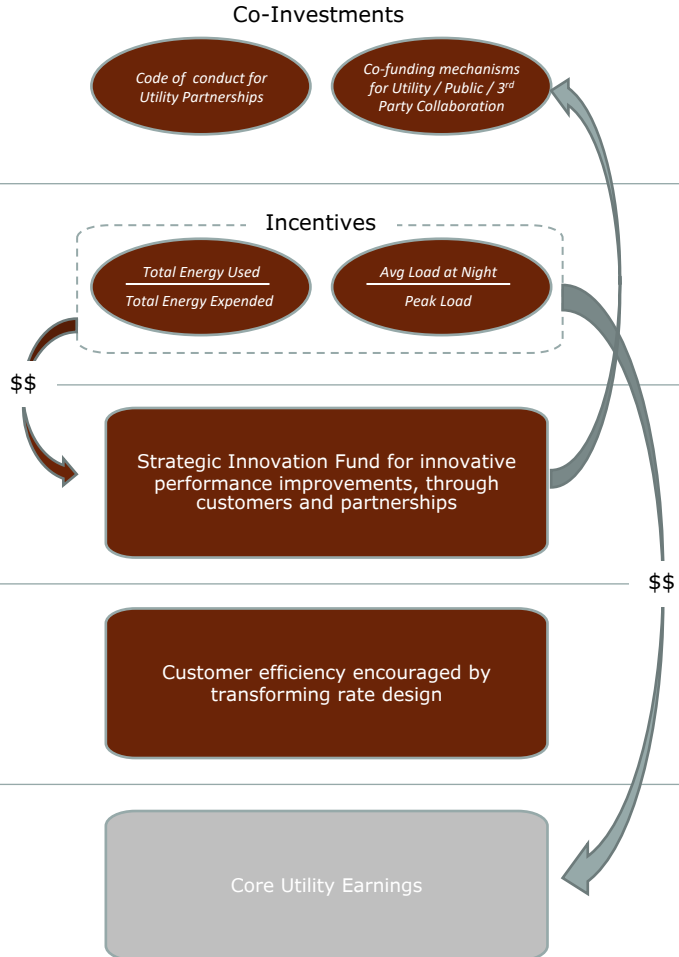 Co-Investments
Code of conduct for
Utility Partnerships
Co-funding mechanisms
for Utility / Public / 3rd
Party Collaboration
Incentives
Total Energy Used
Total Energy Expended
Avg Load at Night
Peak Load
$$
Strategic Innovation Fund for innovative
performance improvements, through
customers and partnerships
$$
Customer efficiency encouraged by
transforming rate design
Core Utility Earnings